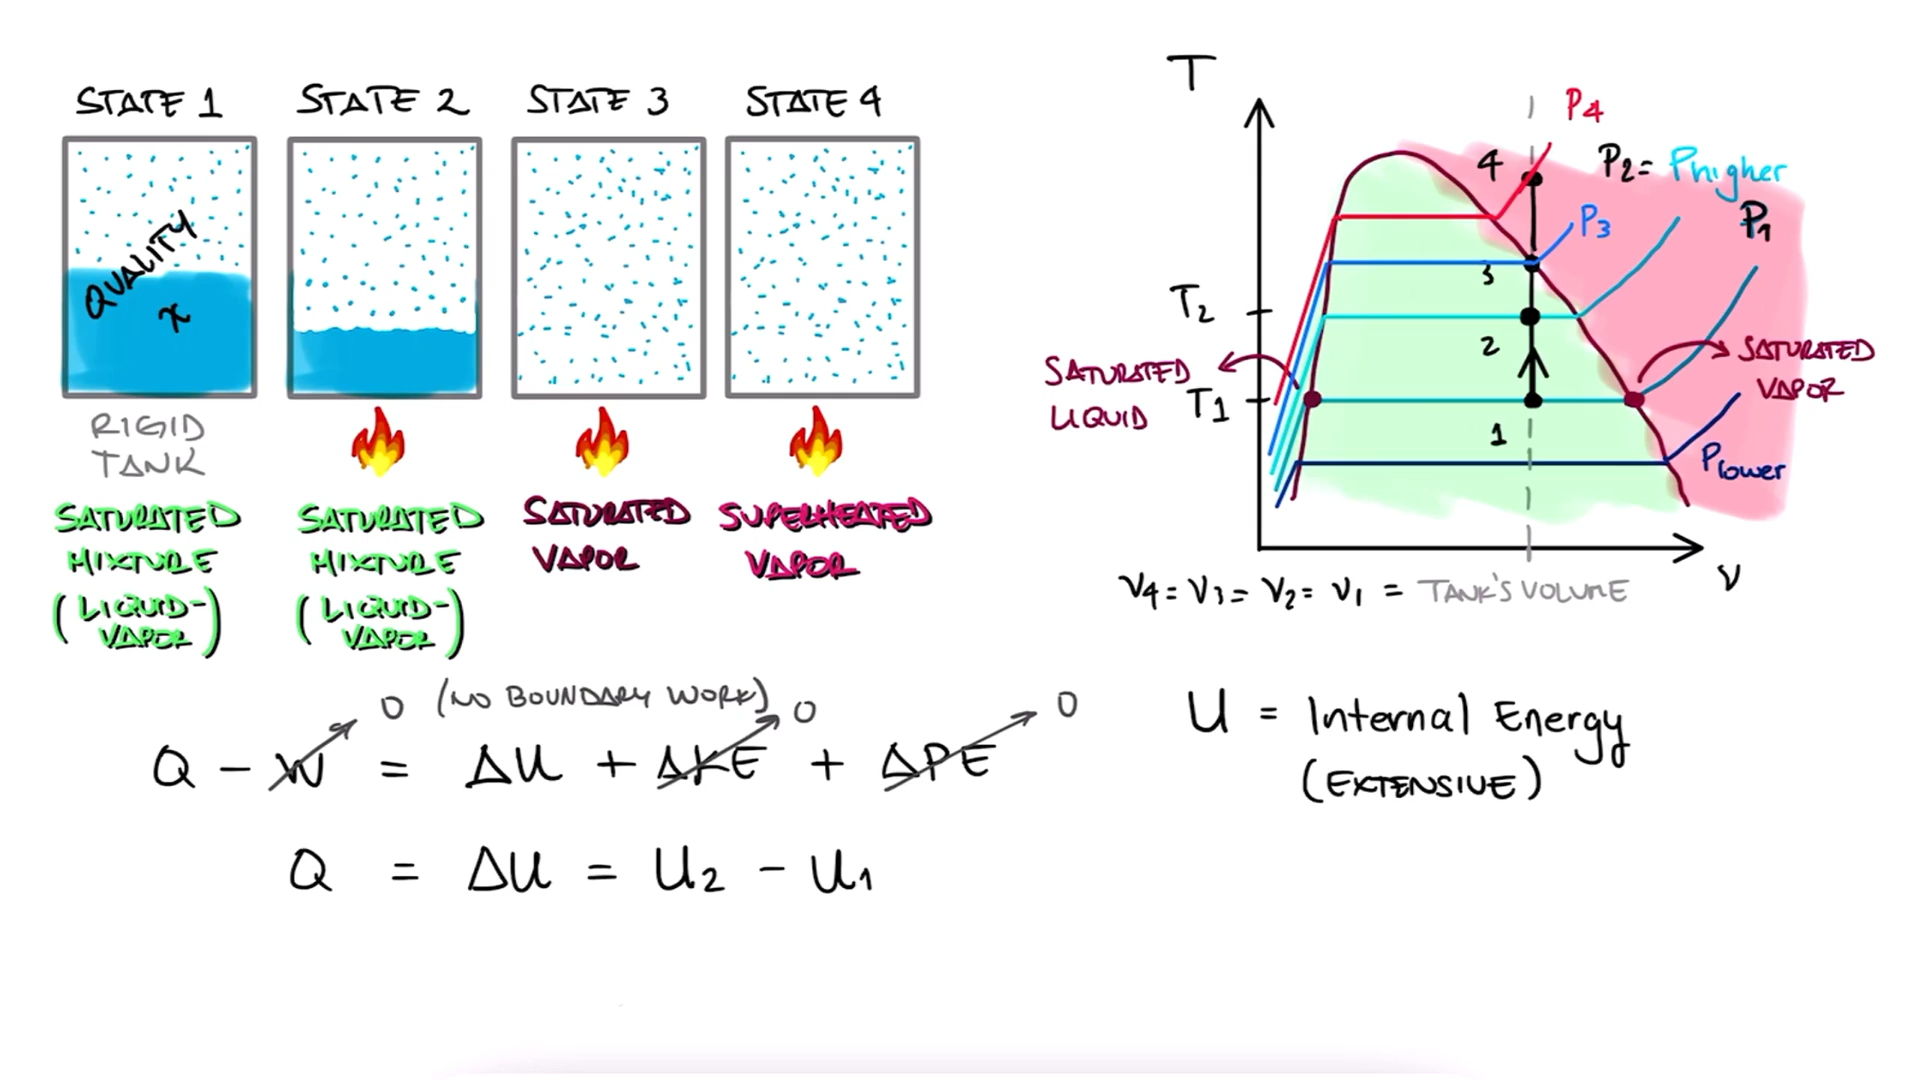 STATE 1
STATE 2
STATE 3
STATE 4
QUALITY
x
RIGID
TANK
SATURATED
MIXTURE
(LIQUID-
VAPOR)
SATURATED
MIXTURE
(LIQUID-
VAPOR)
SATURATED
VAPOR
SUPERHEATED
VAPOR
T
P4
4
P2 = Phigher
P1
P3
3
T2
2
SATURATED
VAPOR
SATURATED
LIQUID
T1
1
Plower
v
v4 = v3 = v2 = v1 = TANK'S VOLUME
0 (NO BOUNDARY WORK) 0 0
Q - W = ΔU + ΔKE + ΔPE
Q = ΔU = U2 - U1
U = Internal Energy
(EXTENSIVE)